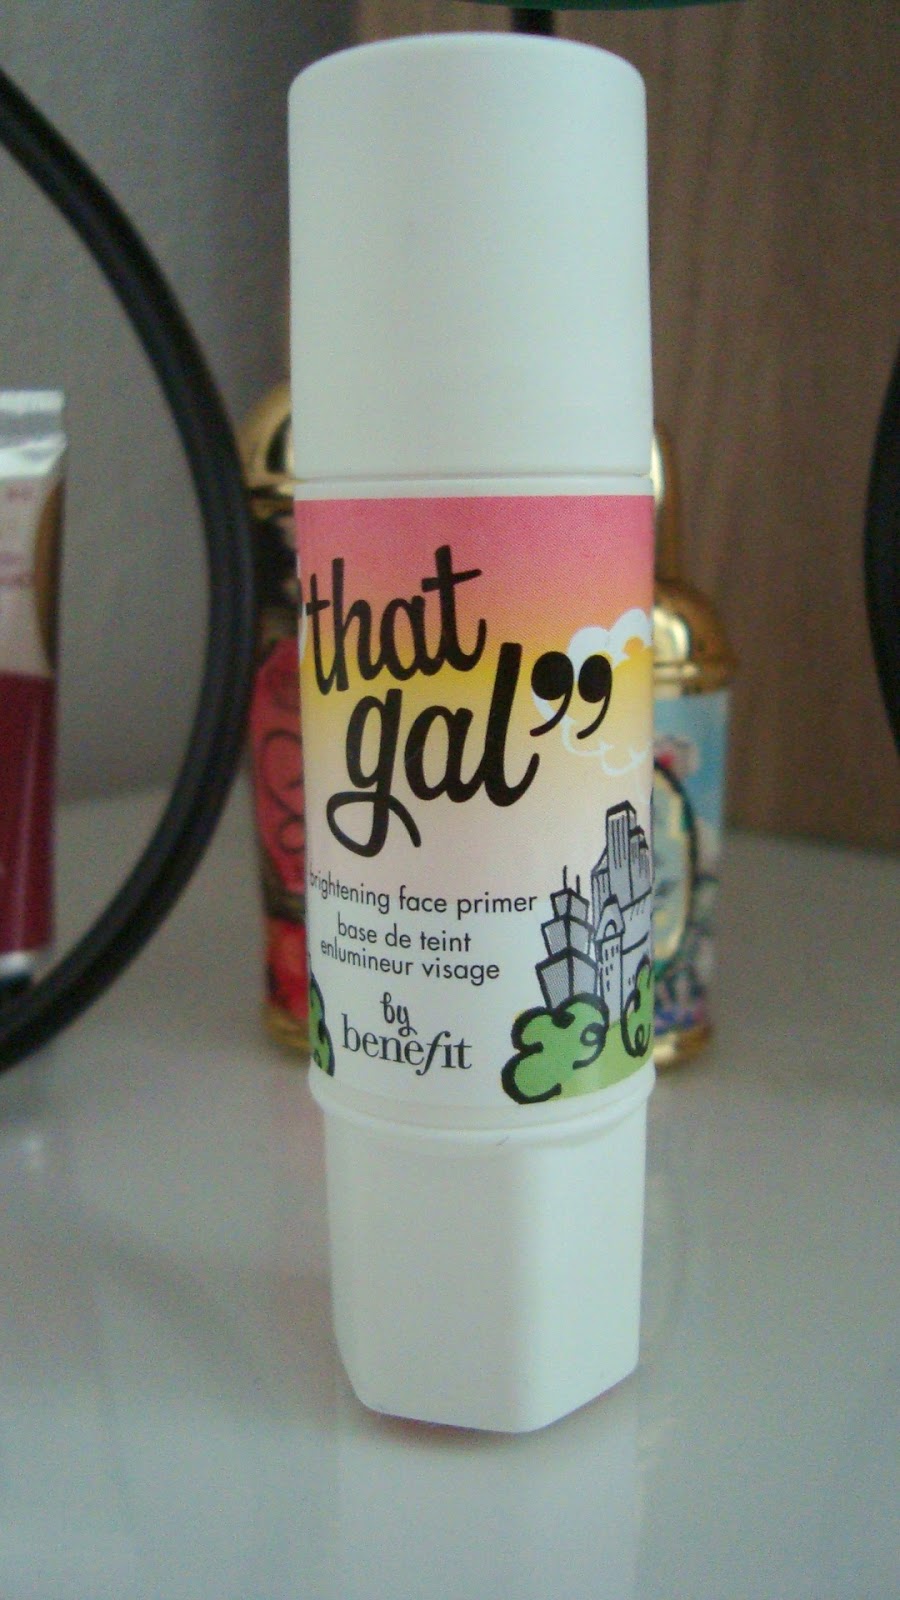 "that
gal"
brightening face primer
base de teint
enlumineur visage
by
benefit